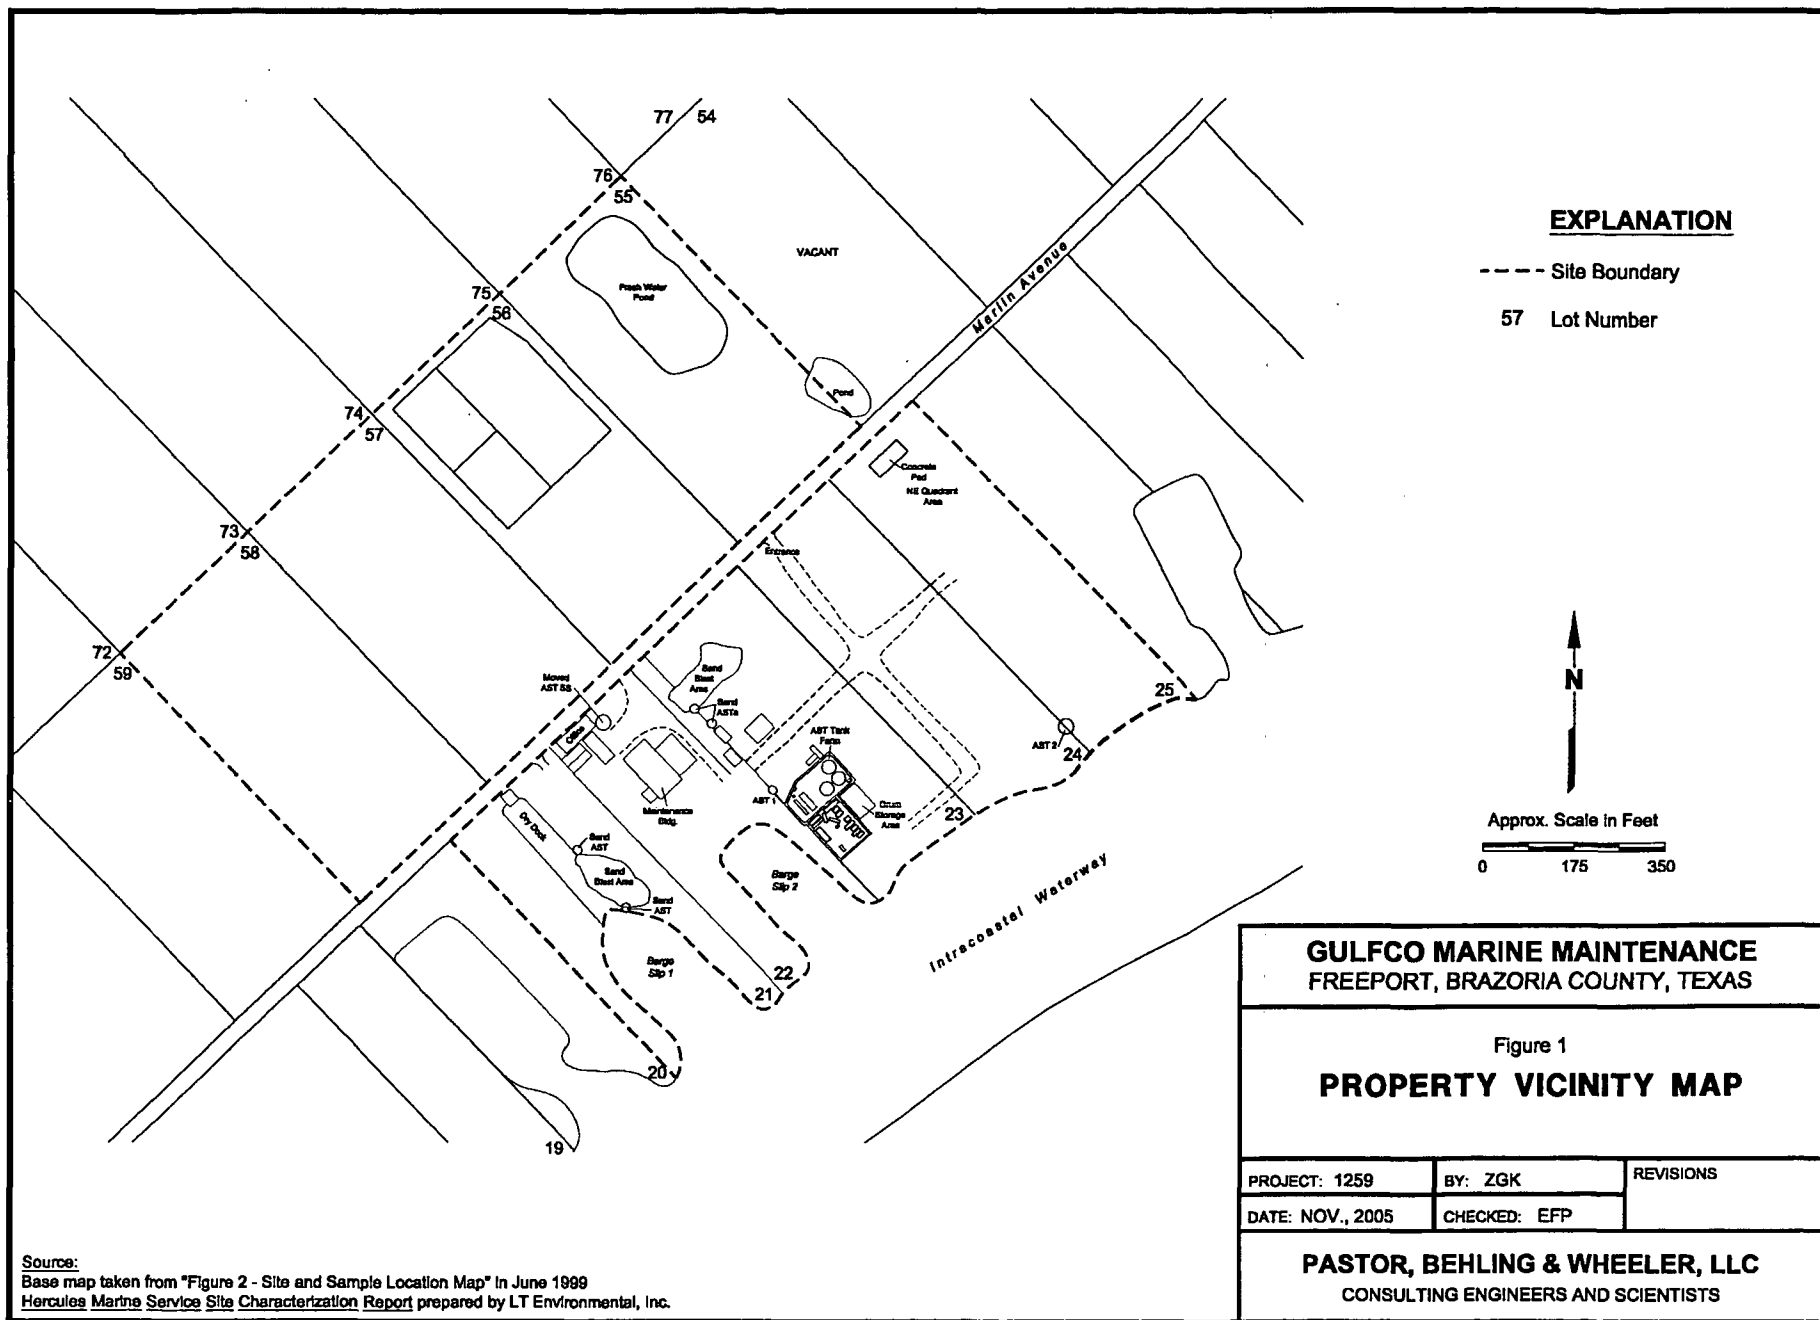 77
54
76
55
VACANT
Fresh Water
Pond
75
56
Marlin Avenue
EXPLANATION
Site Boundary
57 Lot Number
Pond
74
57
Concrete
Pad
NE Quadrant
Area
73
58
Entrance
72
59
Moved
AST SS
Sand
Blast
Area
Sand
ASTs
25
N
Office
AST Tank
Farm
AST 2
24
AST 1
Maintenance
Bldg.
Drum
Storage
Area
23
Dry Dock
Sand
AST
Sand
Blast Area
Sand
AST
Barge
Slip 2
Approx. Scale in Feet
0 175 350
Intracoastal Waterway
Barge
Slip 1
22
21
20
19
GULFCO MARINE MAINTENANCE
FREEPORT, BRAZORIA COUNTY, TEXAS
Figure 1
PROPERTY VICINITY MAP
PROJECT: 1259
BY: ZGK
REVISIONS
DATE: NOV., 2005
CHECKED: EFP
PASTOR, BEHLING & WHEELER, LLC
CONSULTING ENGINEERS AND SCIENTISTS
Source:
Base map taken from "Figure 2 - Site and Sample Location Map" in June 1999
Hercules Marine Service Site Characterization Report prepared by LT Environmental, Inc.